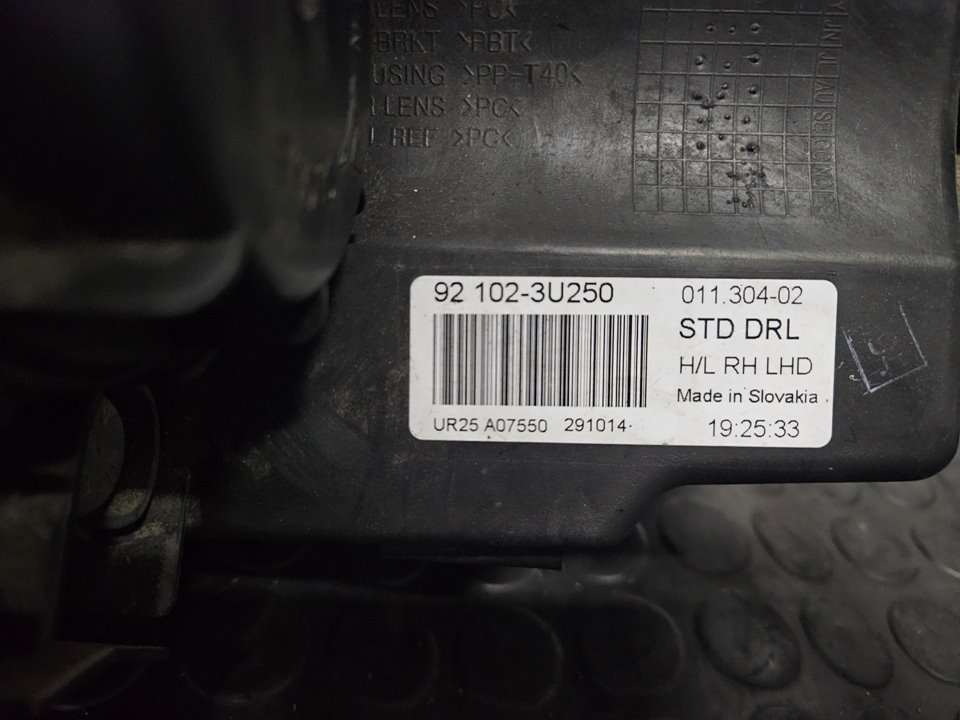 LENS >PC<
BRKT >PBT<
USING >PP-T40<
LENS >PC<
REF >PC<
92 102-3U250
011.304-02
STD DRL
H/L RH LHD
Made in Slovakia
UR25 A07550 291014
19:25:33